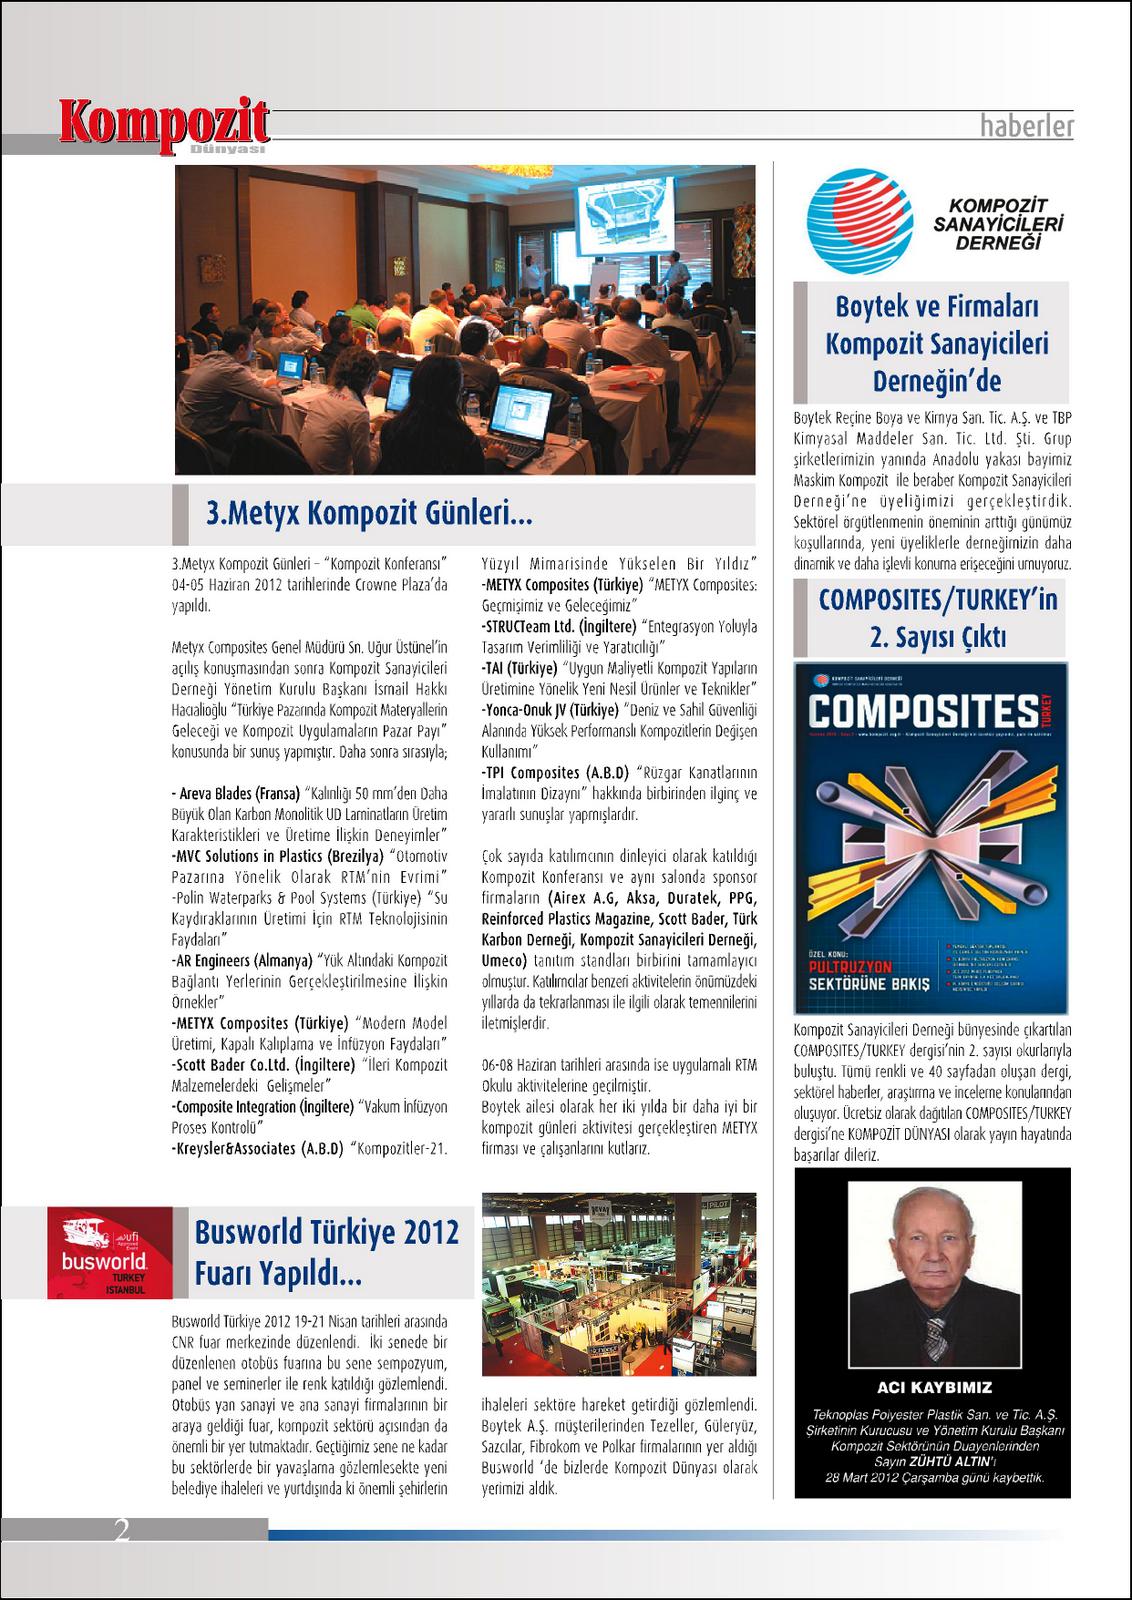 Kompozit
Dünyası
haberler
3.Metyx Kompozit Günleri...
3.Metyx Kompozit Günleri – “Kompozit Konferansı”
04-05 Haziran 2012 tarihlerinde Crowne Plaza’da
yapıldı.
Metyx Composites Genel Müdürü Sn. Uğur Üstünel’in
açılış konuşmasından sonra Kompozit Sanayicileri
Derneği Yönetim Kurulu Başkanı İsmail Hakkı
Hacıalioğlu “Türkiye Pazarında Kompozit Materyallerin
Geleceği ve Kompozit Uygulamaların Pazar Payı”
konusunda bir sunuş yapmıştır. Daha sonra sırasıyla;
- Areva Blades (Fransa) “Kalınlığı 50 mm’den Daha
Büyük Olan Karbon Monolitik UD Laminatların Üretim
Karakteristikleri ve Üretime İlişkin Deneyimler”
-MVC Solutions in Plastics (Brezilya) “Otomotiv
Pazarına Yönelik Olarak RTM’nin Evrimi”
-Polin Waterparks & Pool Systems (Türkiye) “Su
Kaydıraklarının Üretimi İçin RTM Teknolojisinin
Faydaları”
-AR Engineers (Almanya) “Yük Altındaki Kompozit
Bağlantı Yerlerinin Gerçekleştirilmesine İlişkin
Örnekler”
-METYX Composites (Türkiye) “Modern Model
Üretimi, Kapalı Kalıplama ve İnfüzyon Faydaları”
-Scott Bader Co.Ltd. (İngiltere) “İleri Kompozit
Malzemelerdeki Gelişmeler”
-Composite Integration (İngiltere) “Vakum İnfüzyon
Proses Kontrolü”
-Kreysler&Associates (A.B.D) “Kompozitler-21.
Yüzyıl Mimarisinde Yükselen Bir Yıldız”
-METYX Composites (Türkiye) “METYX Composites:
Geçmişimiz ve Geleceğimiz”
-STRUCTeam Ltd. (İngiltere) “Entegrasyon Yoluyla
Tasarım Verimliliği ve Yaratıcılığı”
-TAI (Türkiye) “Uygun Maliyetli Kompozit Yapıların
Üretimine Yönelik Yeni Nesil Ürünler ve Teknikler”
-Yonca-Onuk JV (Türkiye) “Deniz ve Sahil Güvenliği
Alanında Yüksek Performanslı Kompozitlerin Değişen
Kullanımı”
-TPI Composites (A.B.D) “Rüzgar Kanatlarının
İmalatının Dizaynı” hakkında birbirinden ilginç ve
yararlı sunuşlar yapmışlardır.
Çok sayıda katılımcının dinleyici olarak katıldığı
Kompozit Konferansı ve aynı salonda sponsor
firmaların (Airex A.G, Aksa, Duratek, PPG,
Reinforced Plastics Magazine, Scott Bader, Türk
Karbon Derneği, Kompozit Sanayicileri Derneği,
Umeco) tanıtım standları birbirini tamamlayıcı
olmuştur. Katılımcılar benzeri aktivitelerin önümüzdeki
yıllarda da tekrarlanması ile ilgili olarak temennilerini
iletmişlerdir.
06-08 Haziran tarihleri arasında ise uygulamalı RTM
Okulu aktivitelerine geçilmiştir.
Boytek ailesi olarak her iki yılda bir daha iyi bir
kompozit günleri aktivitesi gerçekleştiren METYX
firması ve çalışanlarını kutlarız.
ufi
Approved
Event
busworld
TURKEY
ISTANBUL
Busworld Türkiye 2012
Fuarı Yapıldı...
Busworld Türkiye 2012 19-21 Nisan tarihleri arasında
CNR fuar merkezinde düzenlendi. İki senede bir
düzenlenen otobüs fuarına bu sene sempozyum,
panel ve seminerler ile renk katıldığı gözlemlendi.
Otobüs yan sanayi ve ana sanayi firmalarının bir
araya geldiği fuar, kompozit sektörü açısından da
önemli bir yer tutmaktadır. Geçtiğimiz sene ne kadar
bu sektörlerde bir yavaşlama gözlemlesekte yeni
belediye ihaleleri ve yurtdışında ki önemli şehirlerin
ihaleleri sektöre hareket getirdiği gözlemlendi.
Boytek A.Ş. müşterilerinden Tezeller, Güleryüz,
Sazcılar, Fibrokom ve Polkar firmalarının yer aldığı
Busworld ‘de bizlerde Kompozit Dünyası olarak
yerimizi aldık.
KOMPOZİT
SANAYİCİLERİ
DERNEĞİ
Boytek ve Firmaları
Kompozit Sanayicileri
Derneğin’de
Boytek Reçine Boya ve Kimya San. Tic. A.Ş. ve TBP
Kimyasal Maddeler San. Tic. Ltd. Şti. Grup
şirketlerimizin yanında Anadolu yakası bayimiz
Maskim Kompozit ile beraber Kompozit Sanayicileri
Derneği’ne üyeliğimizi gerçekleştirdik.
Sektörel örgütlenmenin öneminin arttığı günümüz
koşullarında, yeni üyeliklerle derneğimizin daha
dinamik ve daha işlevli konuma erişeceğini umuyoruz.
COMPOSITES/TURKEY’in
2. Sayısı Çıktı
KOMPOZİT SANAYİCİLERİ DERNEĞİ
COMPOSITES
TURKEY
ÖZEL KONU:
PULTRUZYON
SEKTÖRÜNE BAKIŞ
Kompozit Sanayicileri Derneği bünyesinde çıkartılan
COMPOSITES/TURKEY dergisi’nin 2. sayısı okurlarıyla
buluştu. Tümü renkli ve 40 sayfadan oluşan dergi,
sektörel haberler, araştırma ve inceleme konularından
oluşuyor. Ücretsiz olarak dağıtılan COMPOSITES/TURKEY
dergisi’ne KOMPOZİT DÜNYASI olarak yayın hayatında
başarılar dileriz.
ACI KAYBIMIZ
Teknoplas Polyester Plastik San. ve Tic. A.Ş.
Şirketinin Kurucusu ve Yönetim Kurulu Başkanı
Kompozit Sektörünün Duayenlerinden
Sayın ZÜHTÜ ALTIN’ı
28 Mart 2012 Çarşamba günü kaybettik.
2